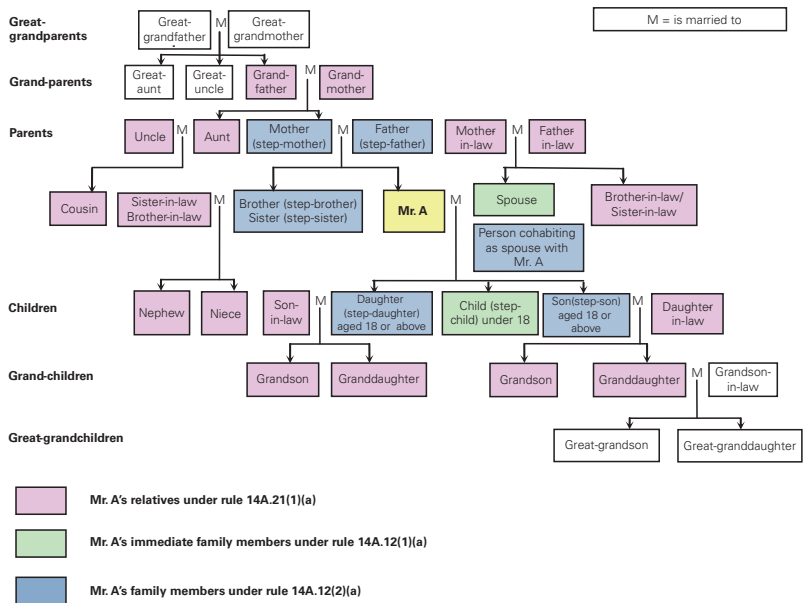 Great-
grandparents
Great-
grandfather
M
Great-
grandmother
M = is married to
Grand-parents
Great-
aunt
Great-
uncle
Grand-
father
M
Grand-
mother
Parents
Uncle
M
Aunt
Mother
(step-mother)
M
Father
(step-father)
Mother-
in-law
M
Father-
in-law
Cousin
Sister-in-law
Brother-in-law
M
Brother (step-brother)
Sister (step-sister)
Mr. A
M
Spouse
Brother-in-law/
Sister-in-law
Person cohabiting
as spouse with
Mr. A
Children
Nephew
Niece
Son-
in-law
M
Daughter
(step-daughter)
aged 18 or above
Child (step-
child) under 18
Son(step-son)
aged 18 or
above
M
Daughter-
in-law
Grand-children
Grandson
Granddaughter
Grandson
Granddaughter
M
Grandson-
in-law
Great-grandchildren
Great-grandson
Great-granddaughter
Mr. A's relatives under rule 14A.21(1)(a)
Mr. A's immediate family members under rule 14A.12(1)(a)
Mr. A's family members under rule 14A.12(2)(a)